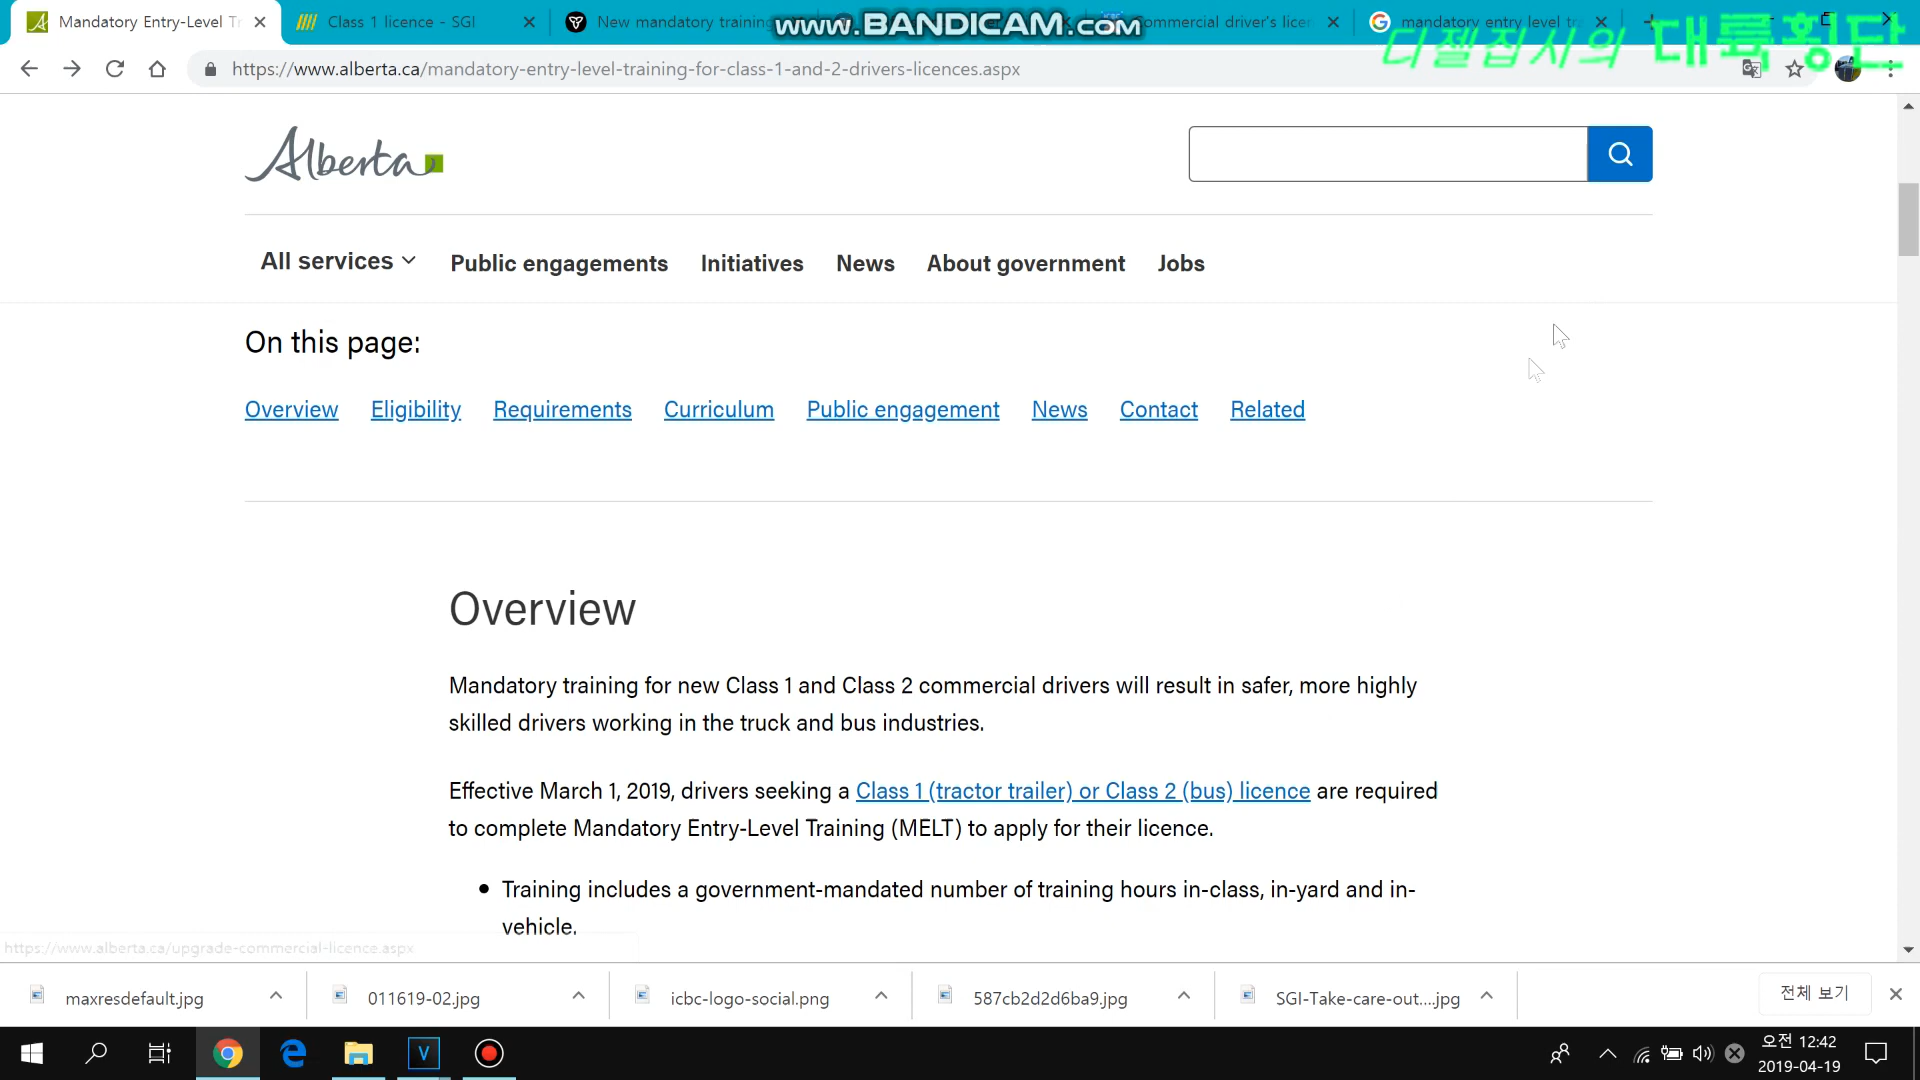 Mandatory Entry-Level Tr
Class 1 licence - SGI
New mandatory training
Commercial driver's licen
mandatory entry level tra
www.BANDICAM.com
디젤집시의 대륙횡단
https://www.alberta.ca/mandatory-entry-level-training-for-class-1-and-2-drivers-licences.aspx
Alberta
All services
Public engagements
Initiatives
News
About government
Jobs
On this page:
Overview
Eligibility
Requirements
Curriculum
Public engagement
News
Contact
Related
Overview
Mandatory training for new Class 1 and Class 2 commercial drivers will result in safer, more highly
skilled drivers working in the truck and bus industries.
Effective March 1, 2019, drivers seeking a Class 1 (tractor trailer) or Class 2 (bus) licence are required
to complete Mandatory Entry-Level Training (MELT) to apply for their licence.
• Training includes a government-mandated number of training hours in-class, in-yard and in-
vehicle.
https://www.alberta.ca/upgrade-commercial-licence.aspx
maxresdefault.jpg
011619-02.jpg
icbc-logo-social.png
587cb2d2d6ba9.jpg
SGI-Take-care-out....jpg
전체 보기
오전 12:42
2019-04-19